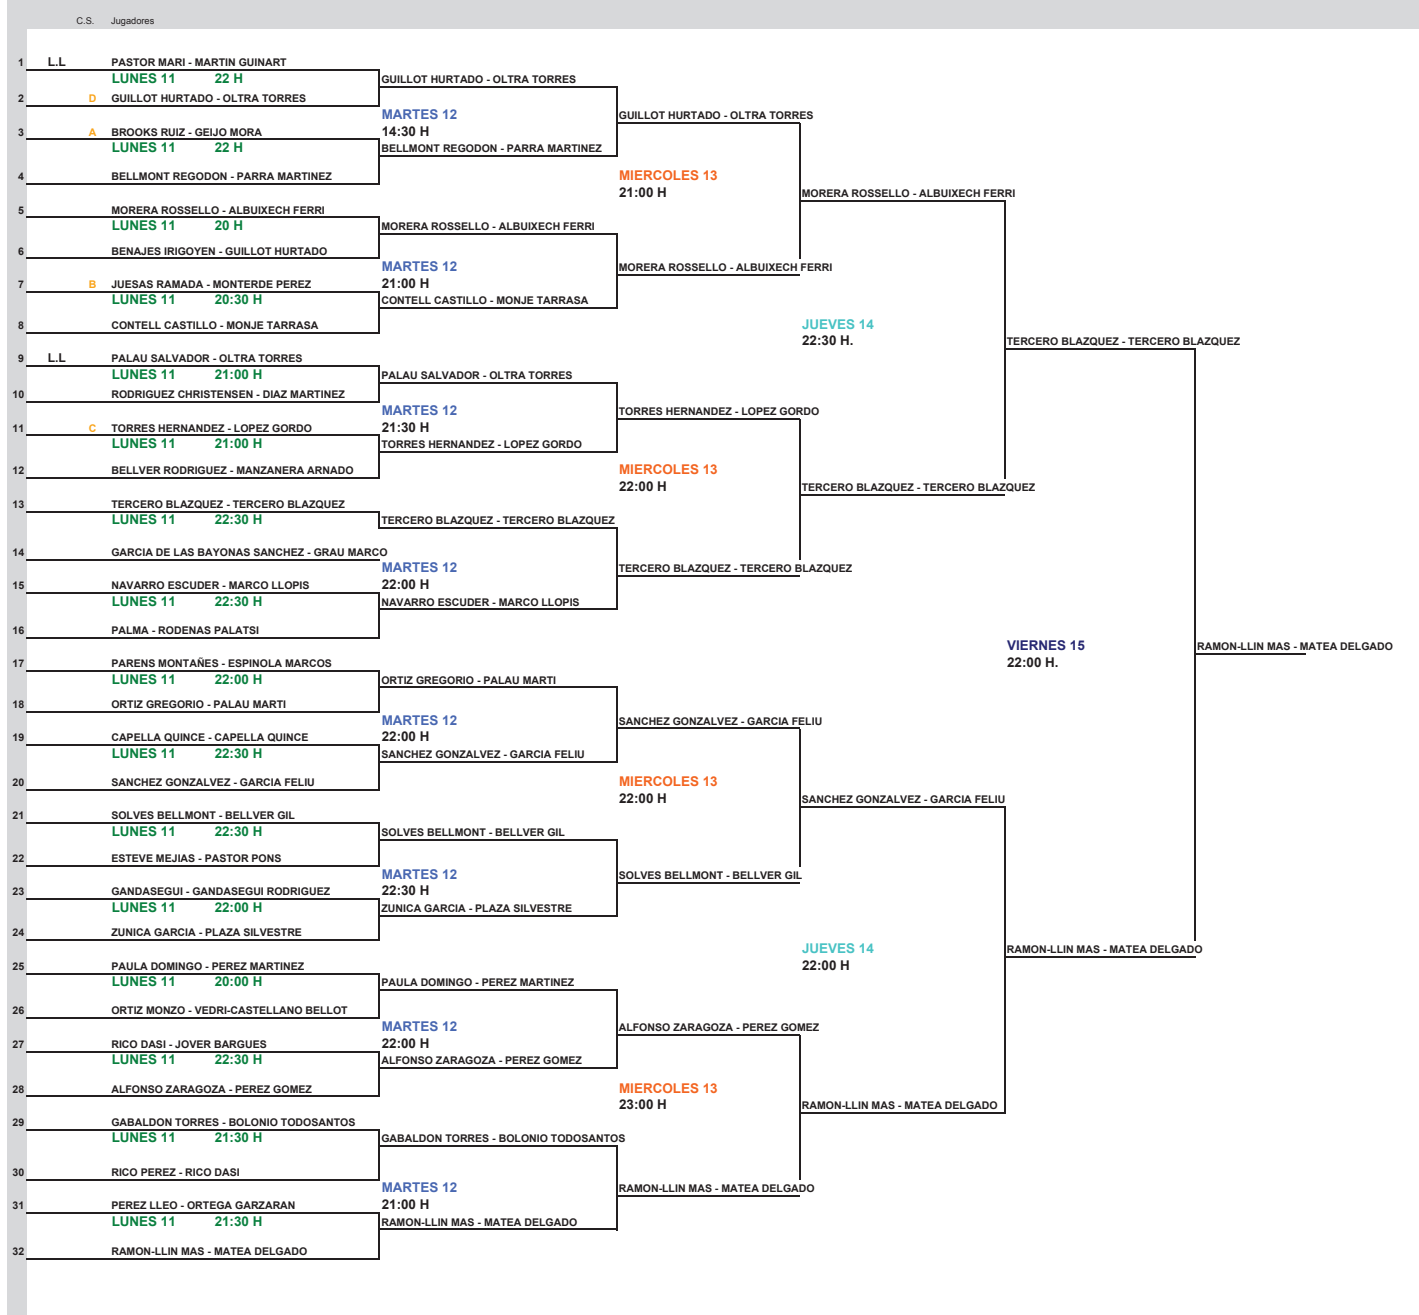 C.S. Jugadores
1 L.L PASTOR MARI - MARTIN GUINART
LUNES 11 22 H
GUILLOT HURTADO - OLTRA TORRES
2 D GUILLOT HURTADO - OLTRA TORRES
MARTES 12
GUILLOT HURTADO - OLTRA TORRES
3 A BROOKS RUIZ - GEIJO MORA
14:30 H
LUNES 11 22 H
BELLMONT REGODON - PARRA MARTINEZ
4 BELLMONT REGODON - PARRA MARTINEZ
MIERCOLES 13
21:00 H
MORERA ROSSELLO - ALBUIXECH FERRI
5 MORERA ROSSELLO - ALBUIXECH FERRI
LUNES 11 20 H
MORERA ROSSELLO - ALBUIXECH FERRI
6 BENAJES IRIGOYEN - GUILLOT HURTADO
MARTES 12
MORERA ROSSELLO - ALBUIXECH FERRI
7 B JUESAS RAMADA - MONTERDE PEREZ
21:00 H
LUNES 11 20:30 H
CONTELL CASTILLO - MONJE TARRASA
8 CONTELL CASTILLO - MONJE TARRASA
JUEVES 14
22:30 H.
TERCERO BLAZQUEZ - TERCERO BLAZQUEZ
9 L.L PALAU SALVADOR - OLTRA TORRES
LUNES 11 21:00 H
PALAU SALVADOR - OLTRA TORRES
10 RODRIGUEZ CHRISTENSEN - DIAZ MARTINEZ
MARTES 12
TORRES HERNANDEZ - LOPEZ GORDO
11 C TORRES HERNANDEZ - LOPEZ GORDO
21:30 H
LUNES 11 21:00 H
TORRES HERNANDEZ - LOPEZ GORDO
12 BELLVER RODRIGUEZ - MANZANERA ARNADO
MIERCOLES 13
22:00 H
TERCERO BLAZQUEZ - TERCERO BLAZQUEZ
13 TERCERO BLAZQUEZ - TERCERO BLAZQUEZ
LUNES 11 22:30 H
TERCERO BLAZQUEZ - TERCERO BLAZQUEZ
14 GARCIA DE LAS BAYONAS SANCHEZ - GRAU MARCO
MARTES 12
TERCERO BLAZQUEZ - TERCERO BLAZQUEZ
15 NAVARRO ESCUDER - MARCO LLOPIS
22:00 H
LUNES 11 22:30 H
NAVARRO ESCUDER - MARCO LLOPIS
16 PALMA - RODENAS PALATSI
VIERNES 15
RAMON-LLIN MAS - MATEA DELGADO
22:00 H.
17 PARENS MONTAÑES - ESPINOLA MARCOS
LUNES 11 22:00 H
ORTIZ GREGORIO - PALAU MARTI
18 ORTIZ GREGORIO - PALAU MARTI
MARTES 12
SANCHEZ GONZALVEZ - GARCIA FELIU
19 CAPELLA QUINCE - CAPELLA QUINCE
22:00 H
LUNES 11 22:30 H
SANCHEZ GONZALVEZ - GARCIA FELIU
20 SANCHEZ GONZALVEZ - GARCIA FELIU
MIERCOLES 13
22:00 H
SANCHEZ GONZALVEZ - GARCIA FELIU
21 SOLVES BELLMONT - BELLVER GIL
LUNES 11 22:30 H
SOLVES BELLMONT - BELLVER GIL
22 ESTEVE MEJIAS - PASTOR PONS
MARTES 12
SOLVES BELLMONT - BELLVER GIL
23 GANDASEGUI - GANDASEGUI RODRIGUEZ
22:30 H
LUNES 11 22:00 H
ZUNICA GARCIA - PLAZA SILVESTRE
24 ZUNICA GARCIA - PLAZA SILVESTRE
JUEVES 14
RAMON-LLIN MAS - MATEA DELGADO
22:00 H
25 PAULA DOMINGO - PEREZ MARTINEZ
LUNES 11 20:00 H
PAULA DOMINGO - PEREZ MARTINEZ
26 ORTIZ MONZO - VEDRI-CASTELLANO BELLOT
MARTES 12
ALFONSO ZARAGOZA - PEREZ GOMEZ
27 RICO DASI - JOVER BARGUES
22:00 H
LUNES 11 22:30 H
ALFONSO ZARAGOZA - PEREZ GOMEZ
28 ALFONSO ZARAGOZA - PEREZ GOMEZ
MIERCOLES 13
23:00 H
RAMON-LLIN MAS - MATEA DELGADO
29 GABALDON TORRES - BOLONIO TODOSANTOS
LUNES 11 21:30 H
GABALDON TORRES - BOLONIO TODOSANTOS
30 RICO PEREZ - RICO DASI
MARTES 12
RAMON-LLIN MAS - MATEA DELGADO
31 PEREZ LLEO - ORTEGA GARZARAN
21:00 H
LUNES 11 21:30 H
RAMON-LLIN MAS - MATEA DELGADO
32 RAMON-LLIN MAS - MATEA DELGADO